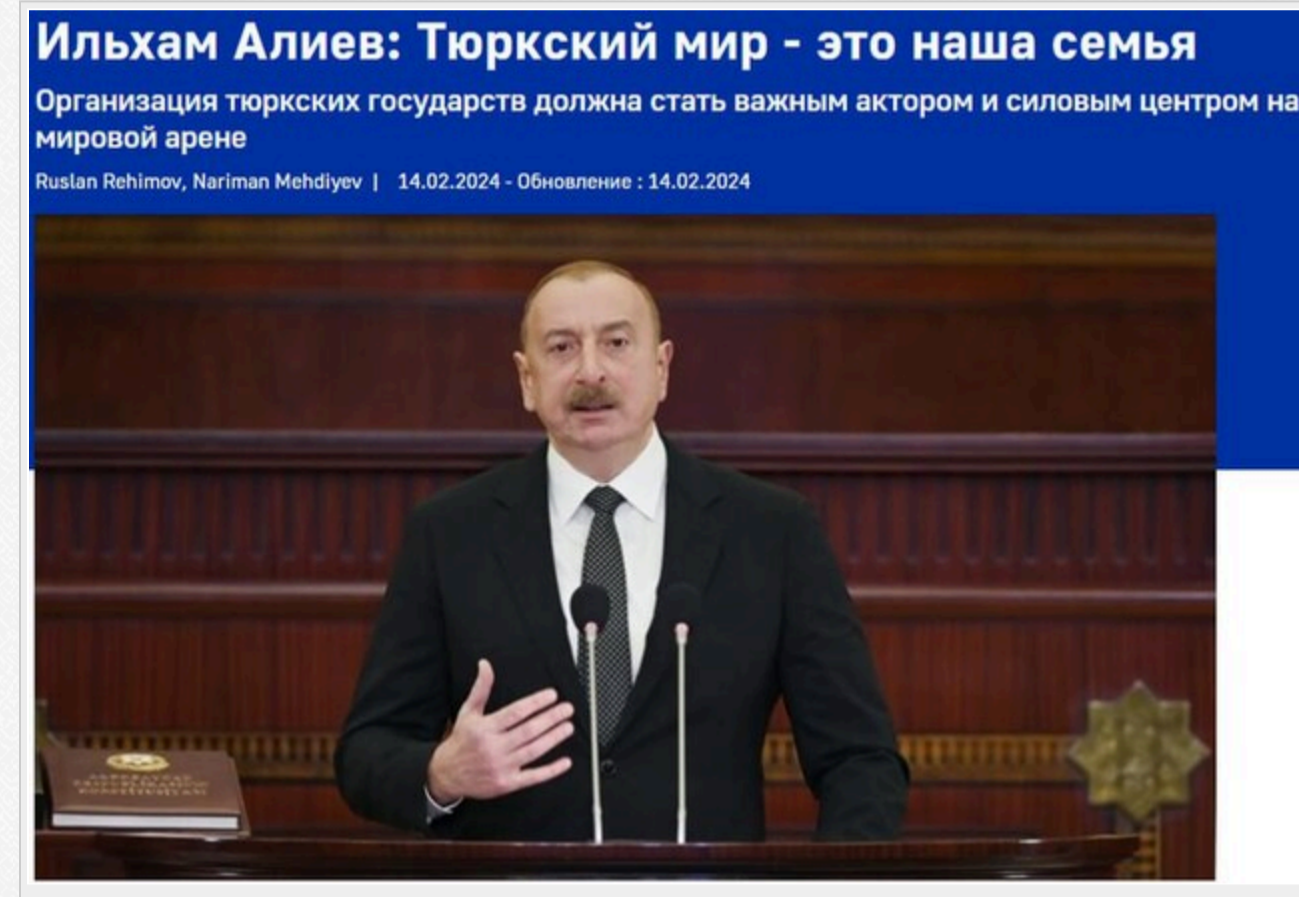 Ильхам Алиев: Тюркский мир - это наша семья
Организация тюркских государств должна стать важным актором и силовым центром на
мировой арене
Ruslan Rehimov, Nariman Mehdiyev | 14.02.2024 - Обновление : 14.02.2024